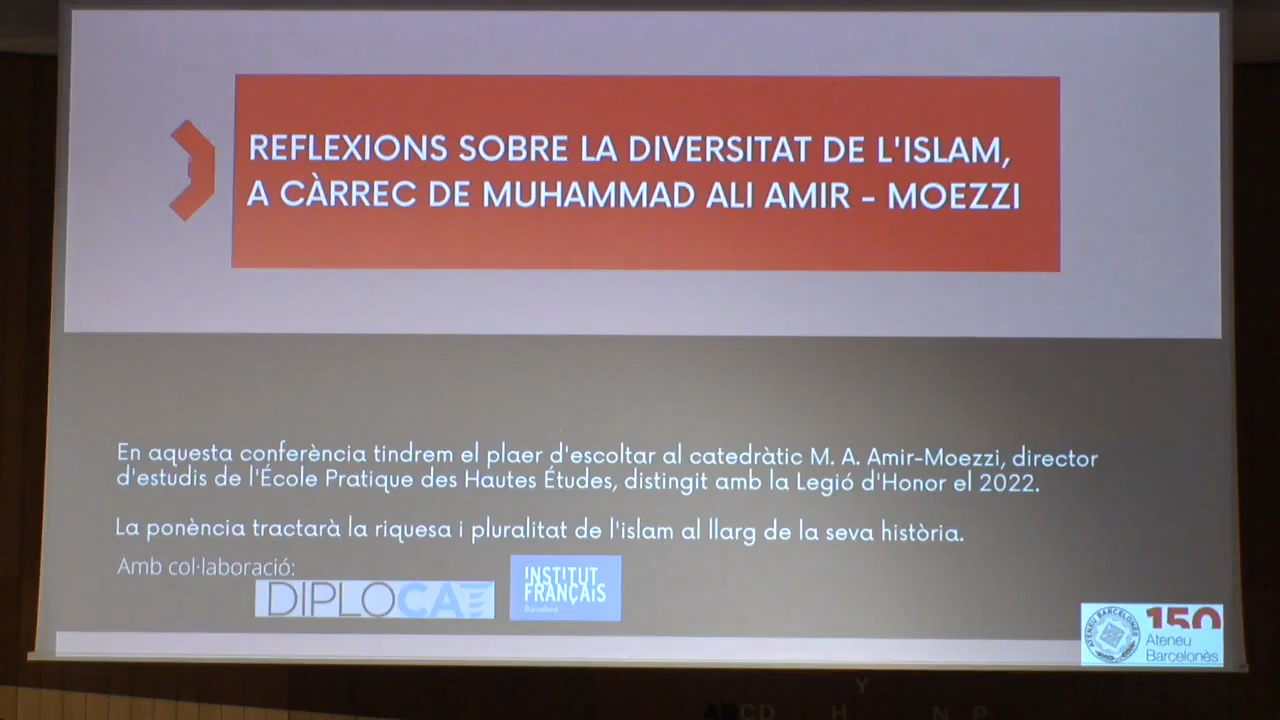 REFLEXIONS SOBRE LA DIVERSITAT DE L'ISLAM,
A CÀRREC DE MUHAMMAD ALI AMIR - MOEZZI
En aquesta conferència tindrem el plaer d'escoltar al catedràtic M. A. Amir-Moezzi, director
d'estudis de l'École Pratique des Hautes Études, distingit amb la Legió d'Honor el 2022.
La ponència tractarà la riquesa i pluralitat de l'islam al llarg de la seva història.
Amb col·laboració:
DIPLOCAT
INSTITUT
FRANÇAIS
Barcelona
ATENEU BARCELONÈS
150
Ateneu
Barcelonès